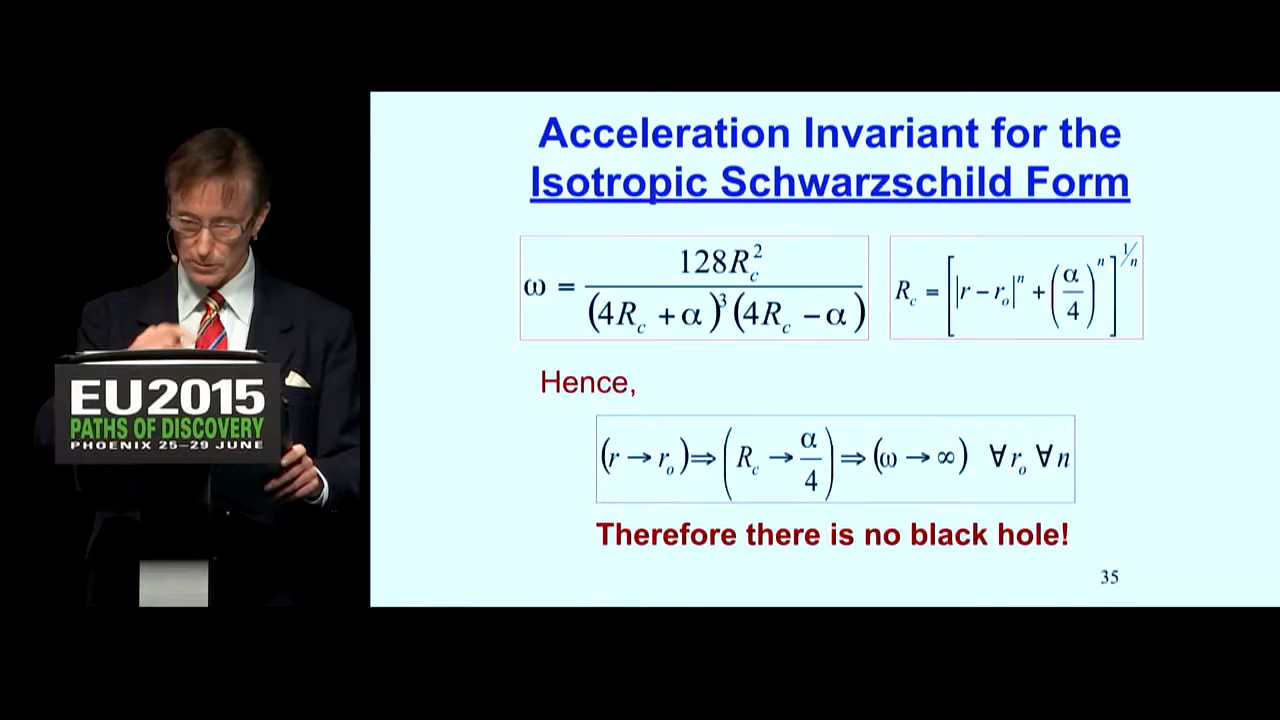 Acceleration Invariant for the
Isotropic Schwarzschild Form
ω = 128R_c^2 / (4R_c + α)^3 (4R_c − α)
R_c = [|r − r_o|^n + (α/4)^n]^{1/n}
Hence,
(r → r_o) ⇒ (R_c → α/4) ⇒ (ω → ∞) ∀ r_o ∀ n
Therefore there is no black hole!
35
EU2015
PATHS OF DISCOVERY
PHOENIX 25–29 JUNE